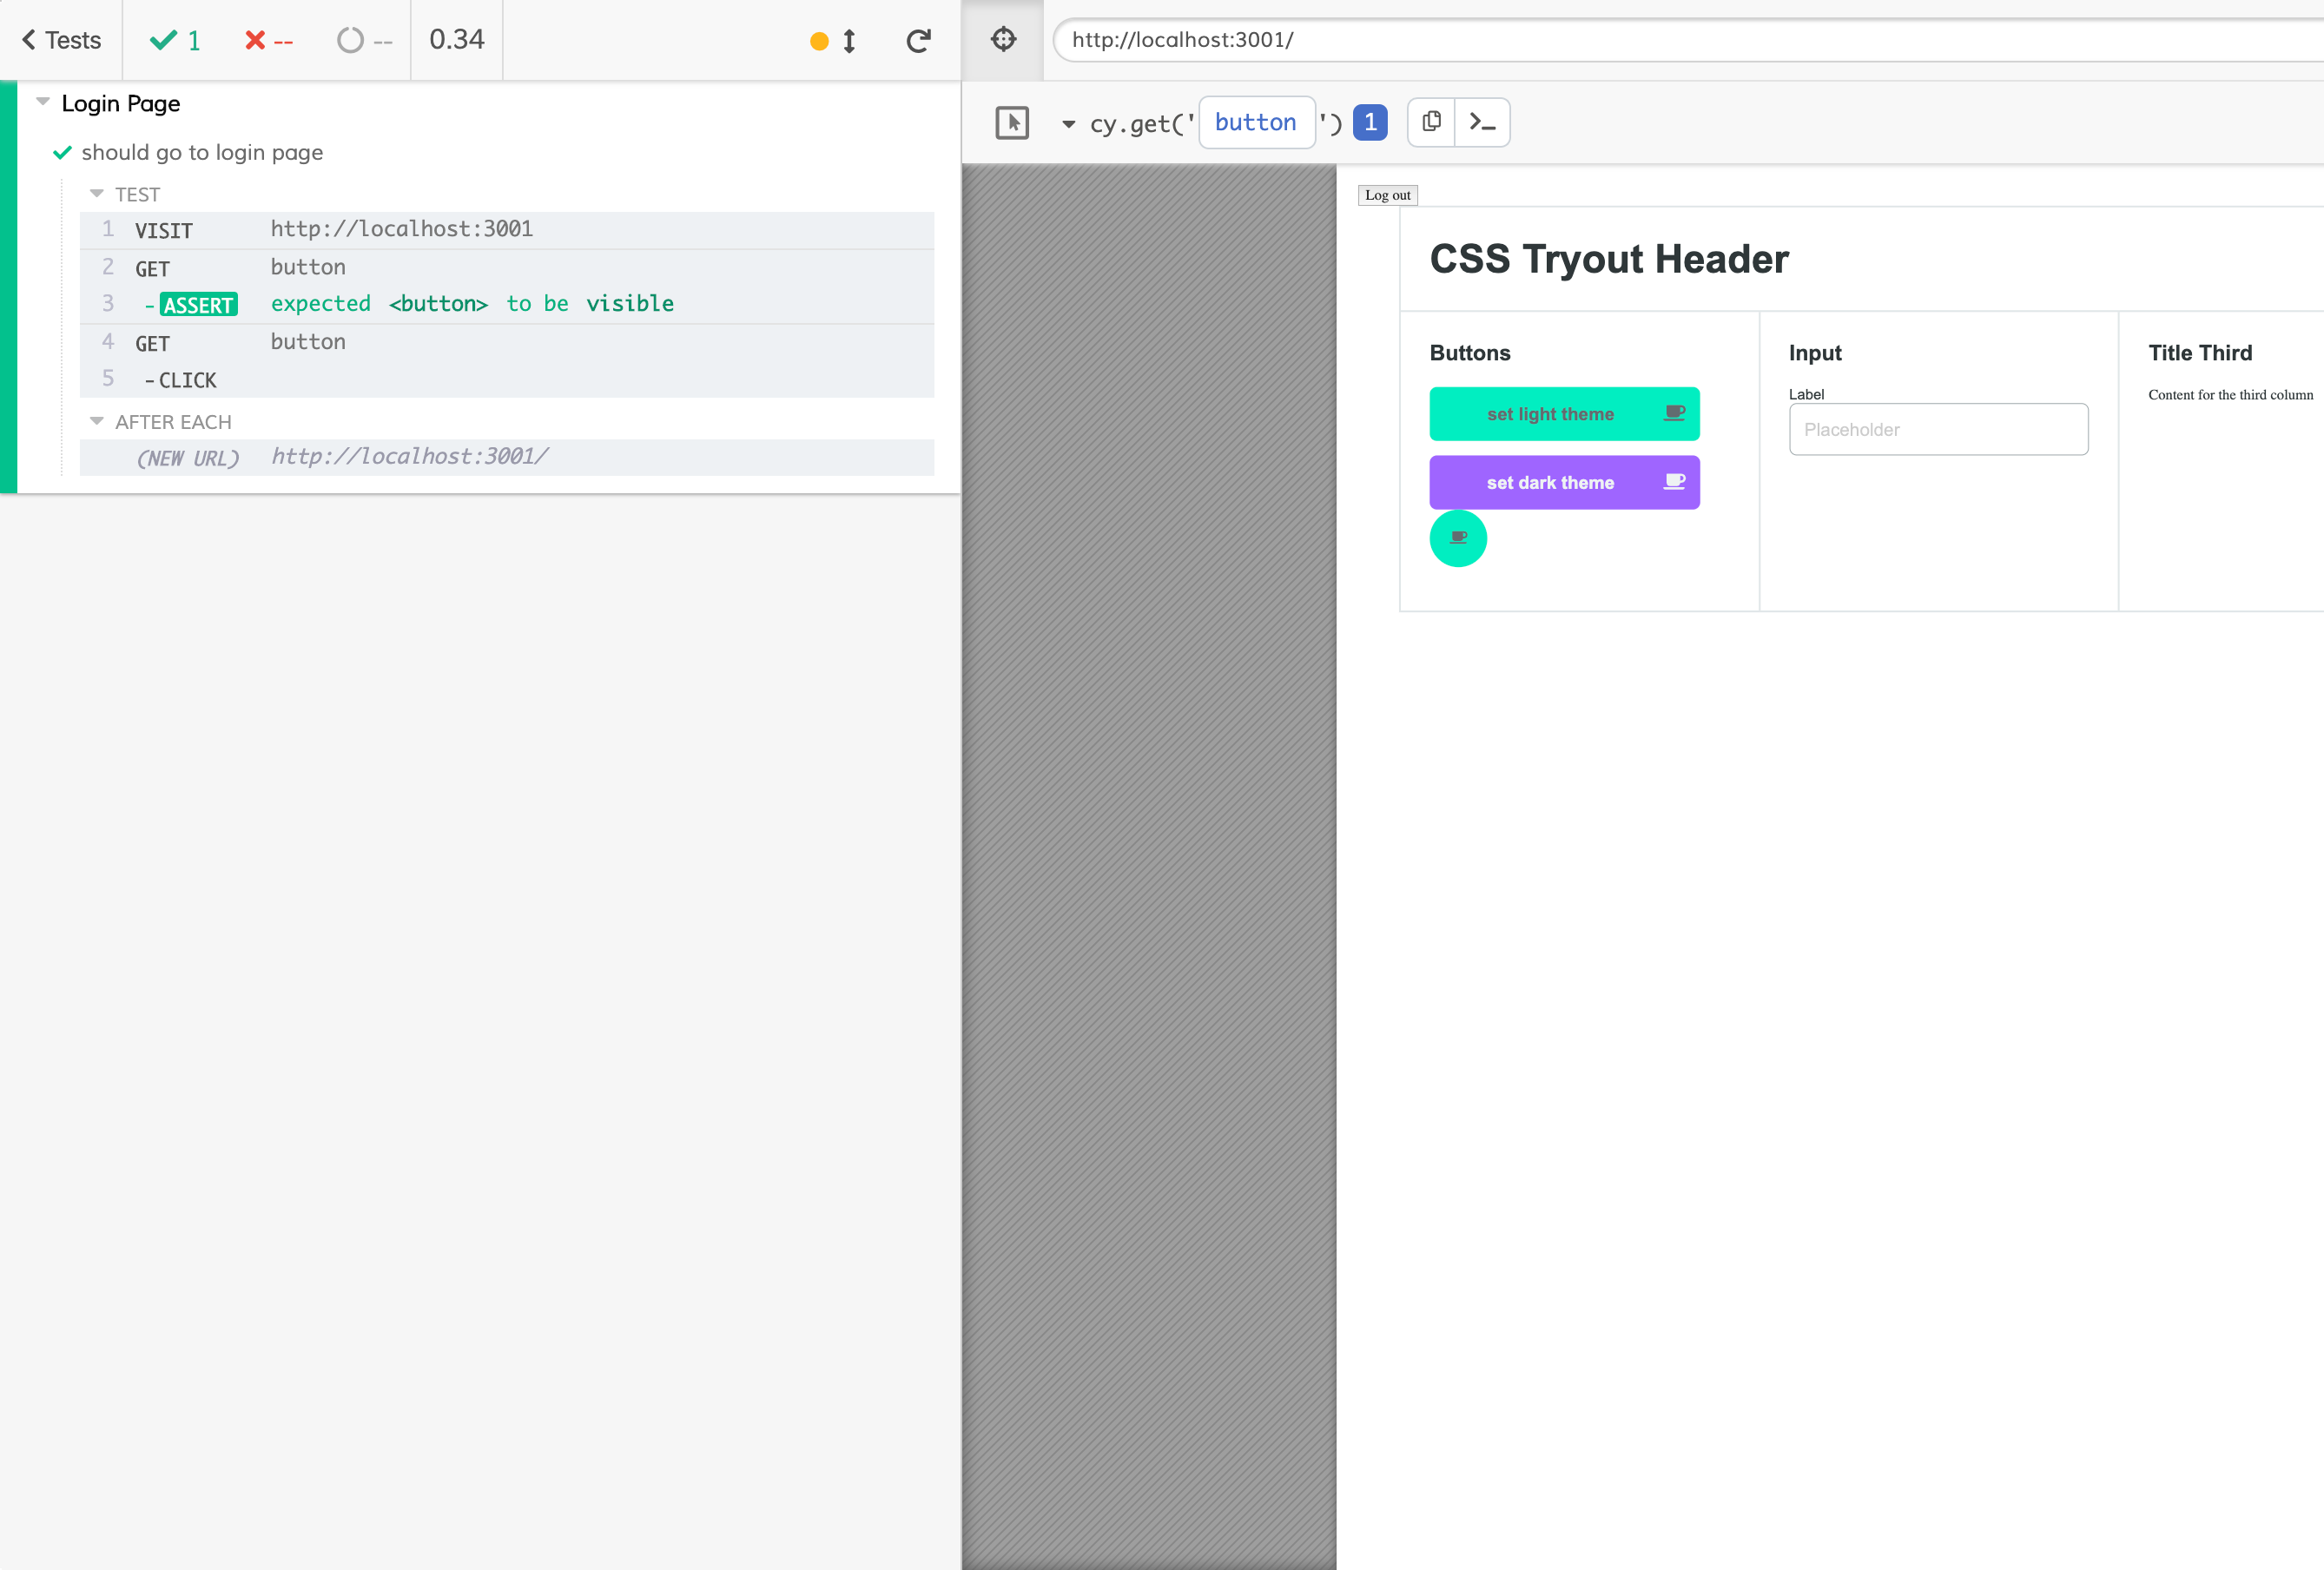 Tests 1 -- -- 0.34
Login Page
should go to login page
TEST
1 VISIT http://localhost:3001
2 GET button
3 -ASSERT expected <button> to be visible
4 GET button
5 -CLICK
AFTER EACH
(NEW URL) http://localhost:3001/
http://localhost:3001/
cy.get('button') 1
Log out
CSS Tryout Header
Buttons
set light theme
set dark theme
Input
Label
Placeholder
Title Third
Content for the third column